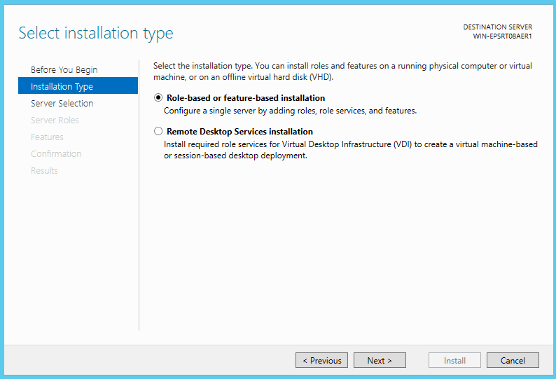 Select installation type
DESTINATION SERVER
WIN-EPSRT08AER1
Before You Begin
Installation Type
Server Selection
Server Roles
Features
Confirmation
Results
Select the installation type. You can install roles and features on a running physical computer or virtual
machine, or on an offline virtual hard disk (VHD).
Role-based or feature-based installation
Configure a single server by adding roles, role services, and features.
Remote Desktop Services installation
Install required role services for Virtual Desktop Infrastructure (VDI) to create a virtual machine-based
or session-based desktop deployment.
< Previous
Next >
Install
Cancel